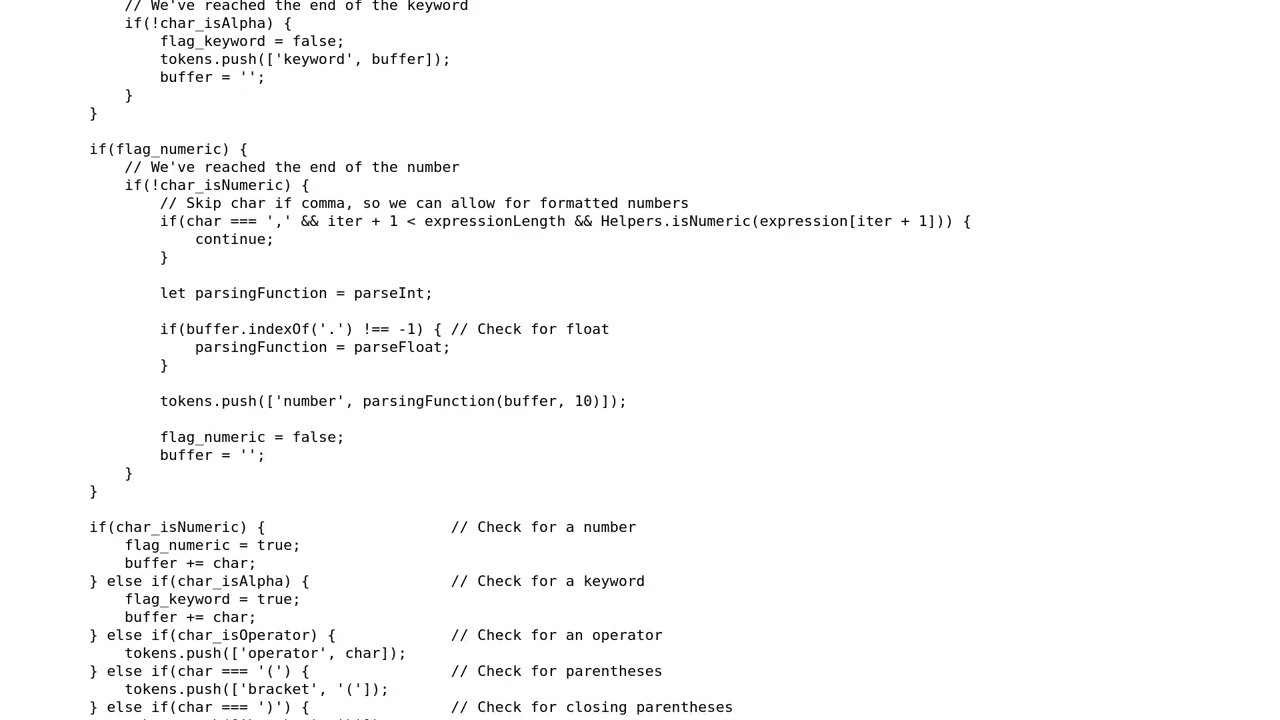 // We've reached the end of the keyword
if(!char_isAlpha) {
flag_keyword = false;
tokens.push(['keyword', buffer]);
buffer = '';
}
}
if(flag_numeric) {
// We've reached the end of the number
if(!char_isNumeric) {
// Skip char if comma, so we can allow for formatted numbers
if(char === ',' && iter + 1 < expressionLength && Helpers.isNumeric(expression[iter + 1])) {
continue;
}
let parsingFunction = parseInt;
if(buffer.indexOf('.') !== -1) { // Check for float
parsingFunction = parseFloat;
}
tokens.push(['number', parsingFunction(buffer, 10)]);
flag_numeric = false;
buffer = '';
}
}
if(char_isNumeric) { // Check for a number
flag_numeric = true;
buffer += char;
} else if(char_isAlpha) { // Check for a keyword
flag_keyword = true;
buffer += char;
} else if(char_isOperator) { // Check for an operator
tokens.push(['operator', char]);
} else if(char === '(') { // Check for parentheses
tokens.push(['bracket', '(']);
} else if(char === ')') { // Check for closing parentheses